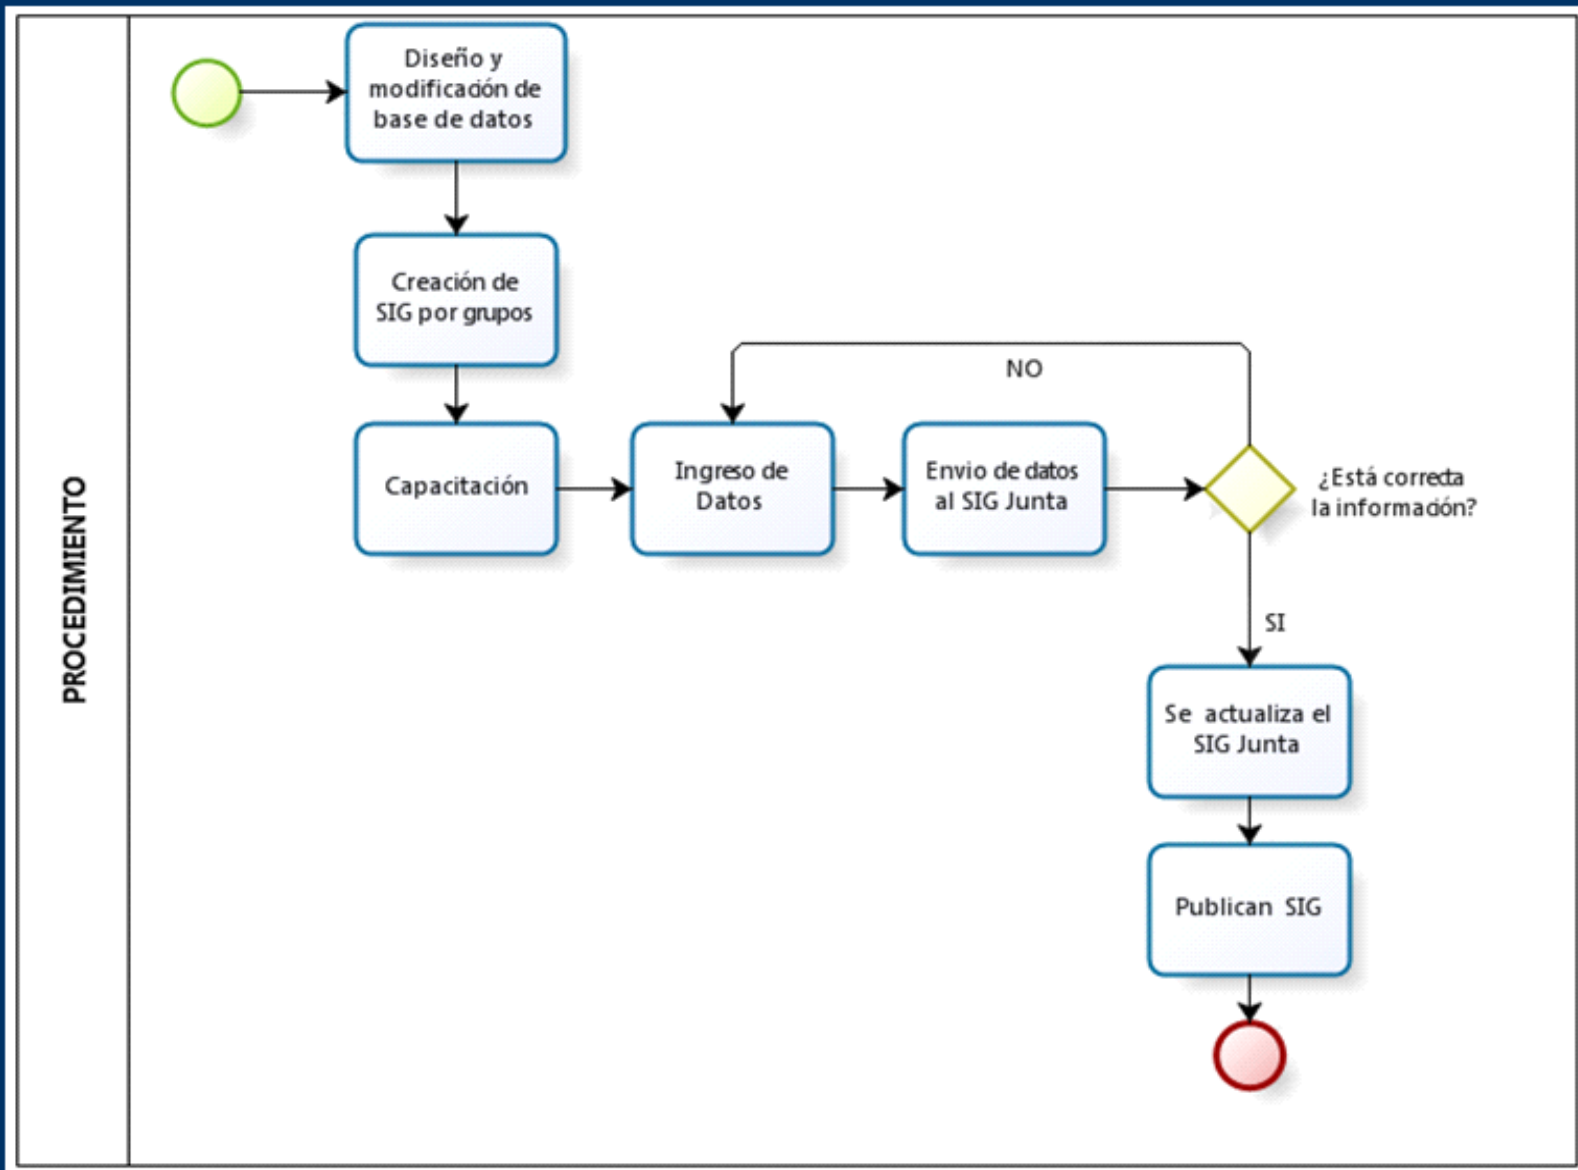 PROCEDIMIENTO
Diseño y
modificación de
base de datos
Creación de
SIG por grupos
Capacitación
Ingreso de
Datos
Envio de datos
al SIG Junta
NO
¿Está correcta
la información?
SI
Se actualiza el
SIG Junta
Publican SIG